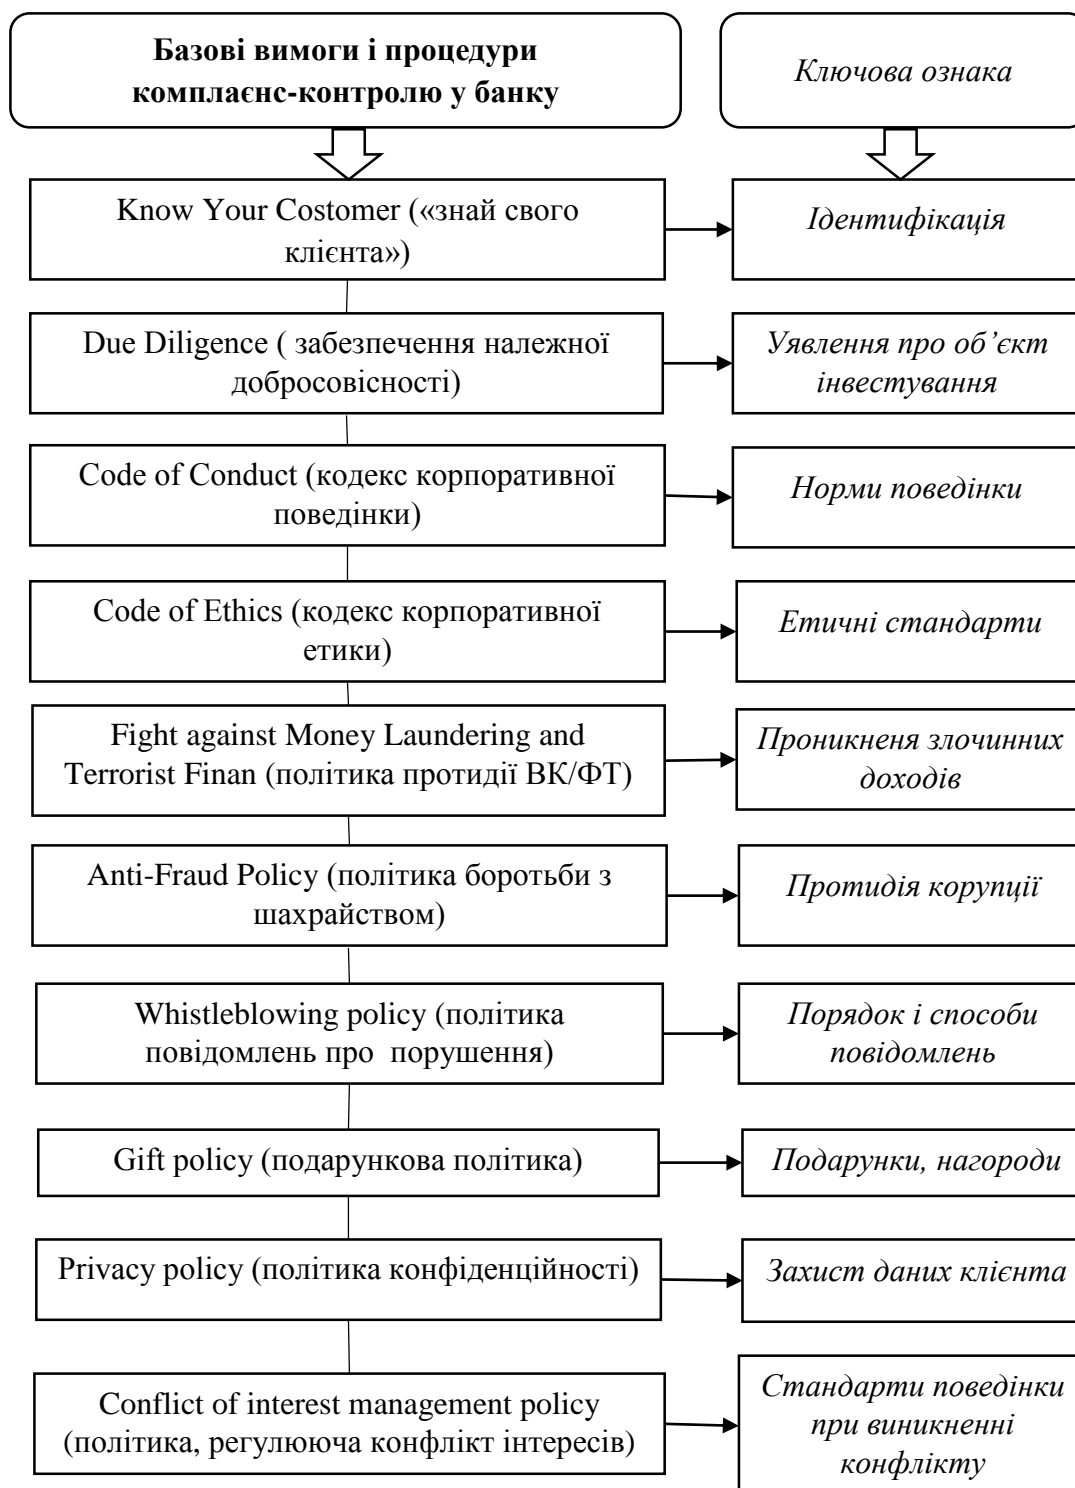 Базові вимоги і процедури
комплаєнс-контролю у банку
Ключова ознака
Know Your Costomer («знай свого
клієнта»)
Ідентифікація
Due Diligence ( забезпечення належної
добросовісності)
Уявлення про об’єкт
інвестування
Code of Conduct (кодекс корпоративної
поведінки)
Норми поведінки
Code of Ethics (кодекс корпоративної
етики)
Етичні стандарти
Fight against Money Laundering and
Terrorist Finan (політика протидії ВК/ФТ)
Проникненя злочинних
доходів
Anti-Fraud Policy (політика боротьби з
шахрайством)
Протидія корупції
Whistleblowing policy (політика
повідомлень про  порушення)
Порядок і способи
повідомлень
Gift policy (подарункова політика)
Подарунки, нагороди
Privacy policy (політика конфіденційності)
Захист даних клієнта
Conflict of interest management policy
(політика, регулююча конфлікт інтересів)
Стандарти поведінки
при виникненні
конфлікту